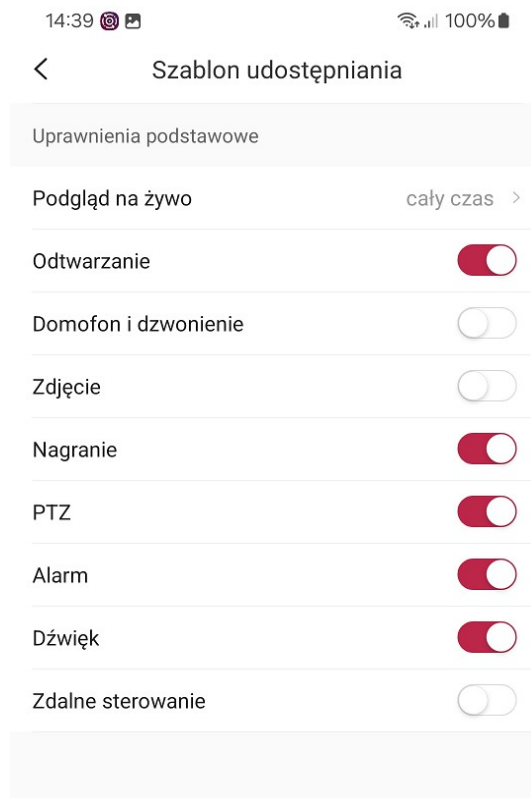 14:39 100%
Szablon udostępniania
Uprawnienia podstawowe
Podgląd na żywo cały czas
Odtwarzanie
Domofon i dzwonienie
Zdjęcie
Nagranie
PTZ
Alarm
Dźwięk
Zdalne sterowanie